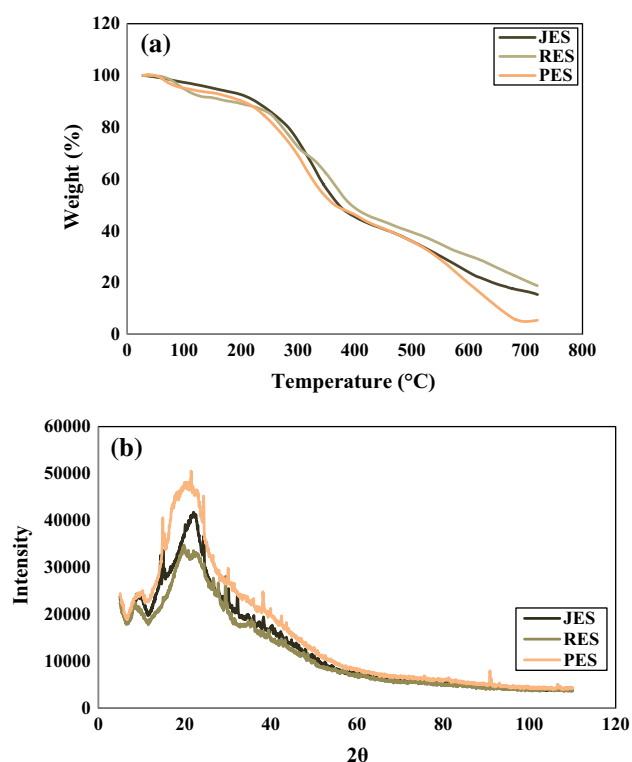 (a)
JES
RES
PES
120
100
80
60
40
20
0
Weight (%)
0 100 200 300 400 500 600 700 800
Temperature (°C)
(b)
60000
50000
40000
30000
20000
10000
0
Intensity
JES
RES
PES
0 20 40 60 80 100 120
2θ